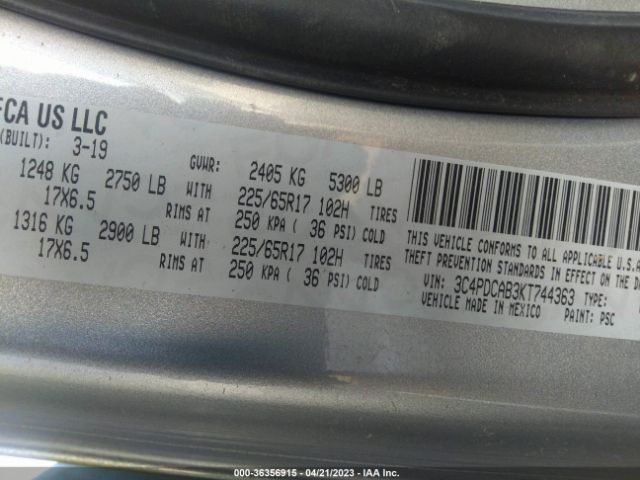 FCA US LLC
(BUILT): 3-19 GVWR: 2405 KG 5300 LB
1248 KG 2750 LB WITH 225/65R17 102H TIRES
17X6.5 RIMS AT 250 KPA ( 36 PSI) COLD
1316 KG 2900 LB WITH 225/65R17 102H TIRES
17X6.5 RIMS AT 250 KPA ( 36 PSI) COLD
THIS VEHICLE CONFORMS TO ALL APPLICABLE U.S.A
THEFT PREVENTION STANDARDS IN EFFECT ON THE D
VIN: 3C4PDCAB3KT744363 TYPE:
VEHICLE MADE IN MEXICO PAINT: PSC
000-36356915 - 04/21/2023 - IAA Inc.